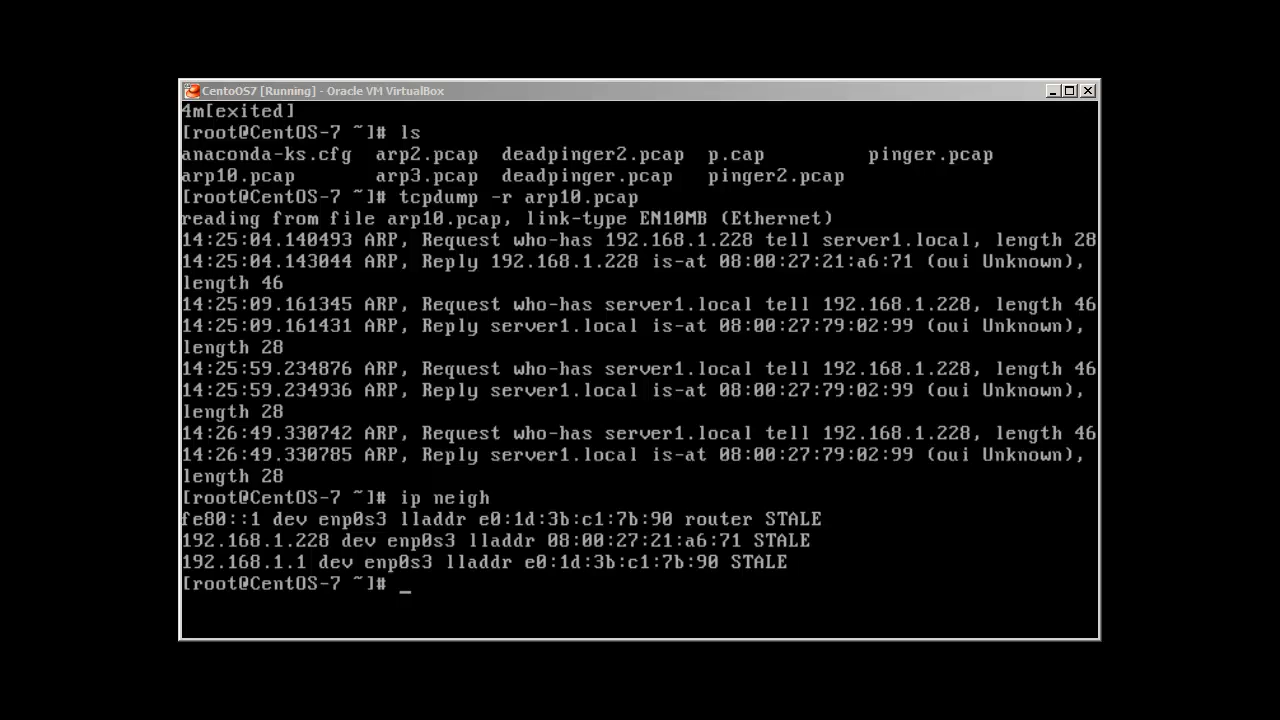 CentoOS7 [Running] - Oracle VM VirtualBox
4m[exited]
[root@CentOS-7 ~]# ls
anaconda-ks.cfg  arp2.pcap  deadpinger2.pcap  p.cap         pinger.pcap
arp10.pcap       arp3.pcap  deadpinger.pcap   pinger2.pcap
[root@CentOS-7 ~]# tcpdump -r arp10.pcap
reading from file arp10.pcap, link-type EN10MB (Ethernet)
14:25:04.140493 ARP, Request who-has 192.168.1.228 tell server1.local, length 28
14:25:04.143044 ARP, Reply 192.168.1.228 is-at 08:00:27:21:a6:71 (oui Unknown),
length 46
14:25:09.161345 ARP, Request who-has server1.local tell 192.168.1.228, length 46
14:25:09.161431 ARP, Reply server1.local is-at 08:00:27:79:02:99 (oui Unknown),
length 28
14:25:59.234876 ARP, Request who-has server1.local tell 192.168.1.228, length 46
14:25:59.234936 ARP, Reply server1.local is-at 08:00:27:79:02:99 (oui Unknown),
length 28
14:26:49.330742 ARP, Request who-has server1.local tell 192.168.1.228, length 46
14:26:49.330785 ARP, Reply server1.local is-at 08:00:27:79:02:99 (oui Unknown),
length 28
[root@CentOS-7 ~]# ip neigh
fe80::1 dev enp0s3 lladdr e0:1d:3b:c1:7b:90 router STALE
192.168.1.228 dev enp0s3 lladdr 08:00:27:21:a6:71 STALE
192.168.1.1 dev enp0s3 lladdr e0:1d:3b:c1:7b:90 STALE
[root@CentOS-7 ~]# _